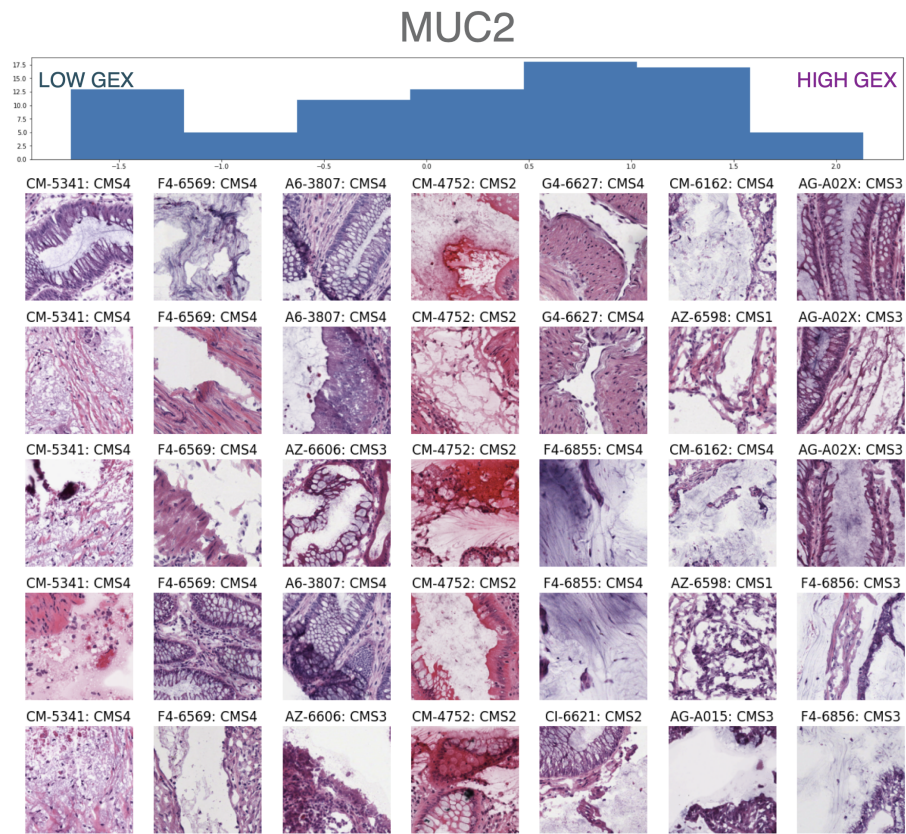 MUC2
17.5
LOW GEX HIGH GEX
15.0
12.5
10.0
7.5
5.0
2.5
0.0
−1.5 −1.0 −0.5 0.0 0.5 1.0 1.5 2.0
CM-5341: CMS4 F4-6569: CMS4 A6-3807: CMS4 CM-4752: CMS2 G4-6627: CMS4 CM-6162: CMS4 AG-A02X: CMS3
CM-5341: CMS4 F4-6569: CMS4 A6-3807: CMS4 CM-4752: CMS2 G4-6627: CMS4 AZ-6598: CMS1 AG-A02X: CMS3
CM-5341: CMS4 F4-6569: CMS4 AZ-6606: CMS3 CM-4752: CMS2 F4-6855: CMS4 CM-6162: CMS4 AG-A02X: CMS3
CM-5341: CMS4 F4-6569: CMS4 A6-3807: CMS4 CM-4752: CMS2 F4-6855: CMS4 AZ-6598: CMS1 F4-6856: CMS3
CM-5341: CMS4 F4-6569: CMS4 AZ-6606: CMS3 CM-4752: CMS2 CI-6621: CMS2 AG-A015: CMS3 F4-6856: CMS3